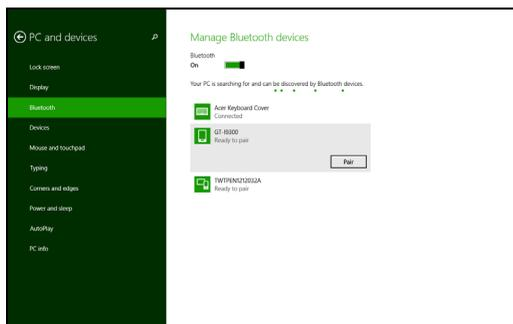 PC and devices
Lock screen
Display
Bluetooth
Devices
Mouse and touchpad
Typing
Corners and edges
Power and sleep
AutoPlay
PC info
Manage Bluetooth devices
Bluetooth
On
Your PC is searching for and can be discovered by Bluetooth devices.
Acer Keyboard Cover
Connected
GT-I9300
Ready to pair
Pair
TWTPEN1212032A
Ready to pair